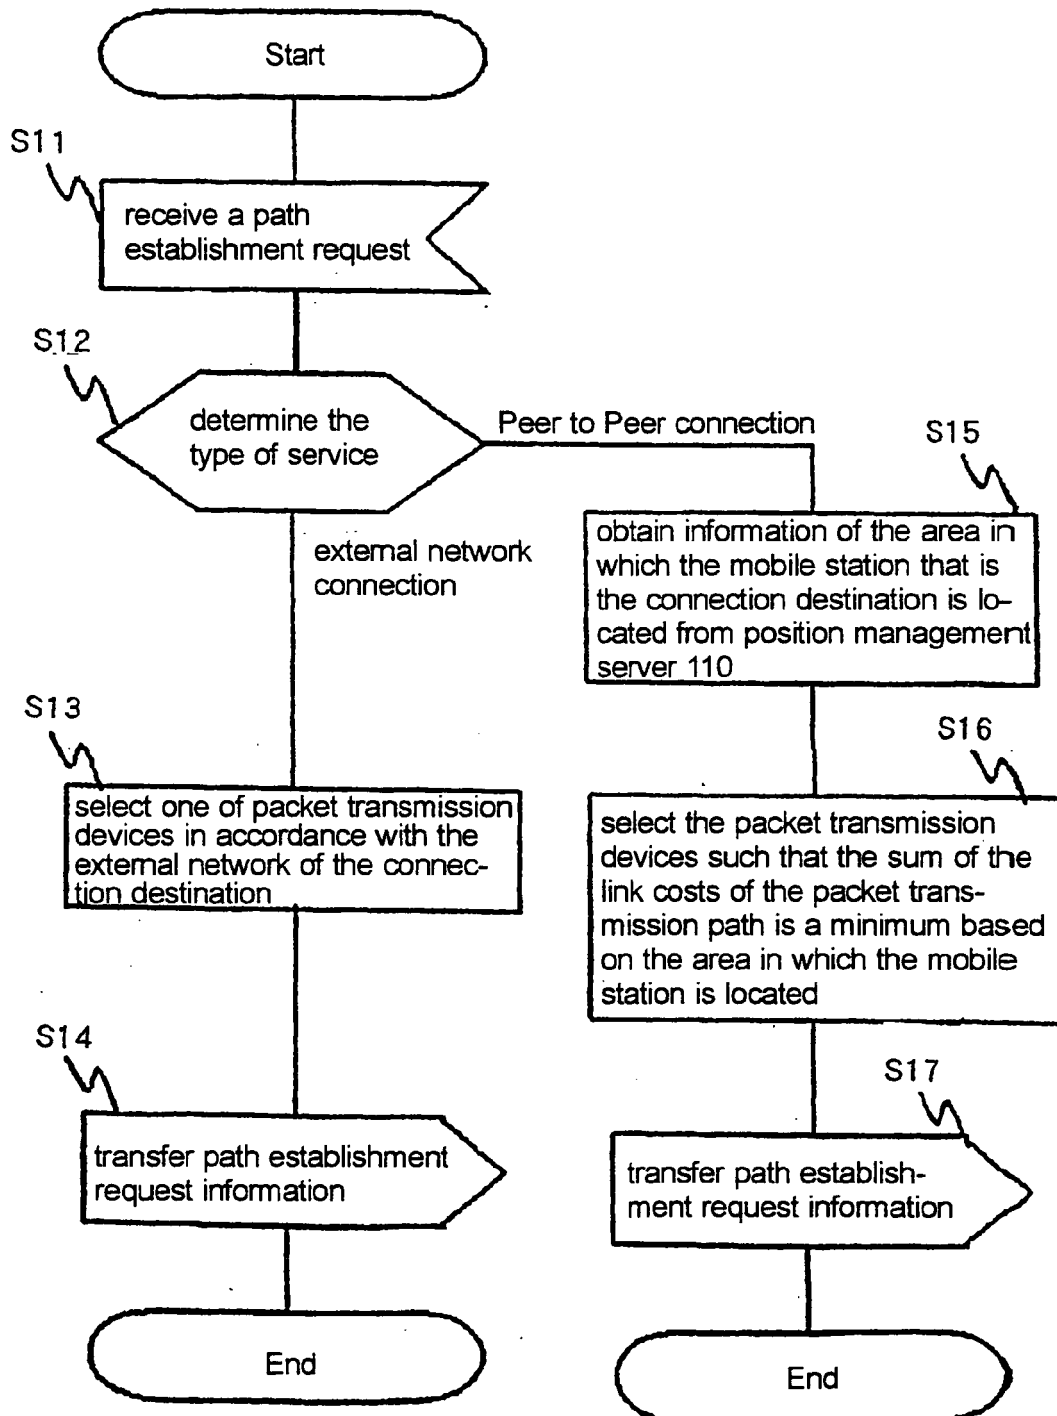 Start
S11
receive a path
establishment request
S12
determine the
type of service
Peer to Peer connection
external network
connection
S15
obtain information of the area in
which the mobile station that is
the connection destination is lo-
cated from position management
server 110
S13
select one of packet transmission
devices in accordance with the
external network of the connec-
tion destination
S16
select the packet transmission
devices such that the sum of the
link costs of the packet trans-
mission path is a minimum based
on the area in which the mobile
station is located
S14
transfer path establishment
request information
S17
transfer path establish-
ment request information
End
End